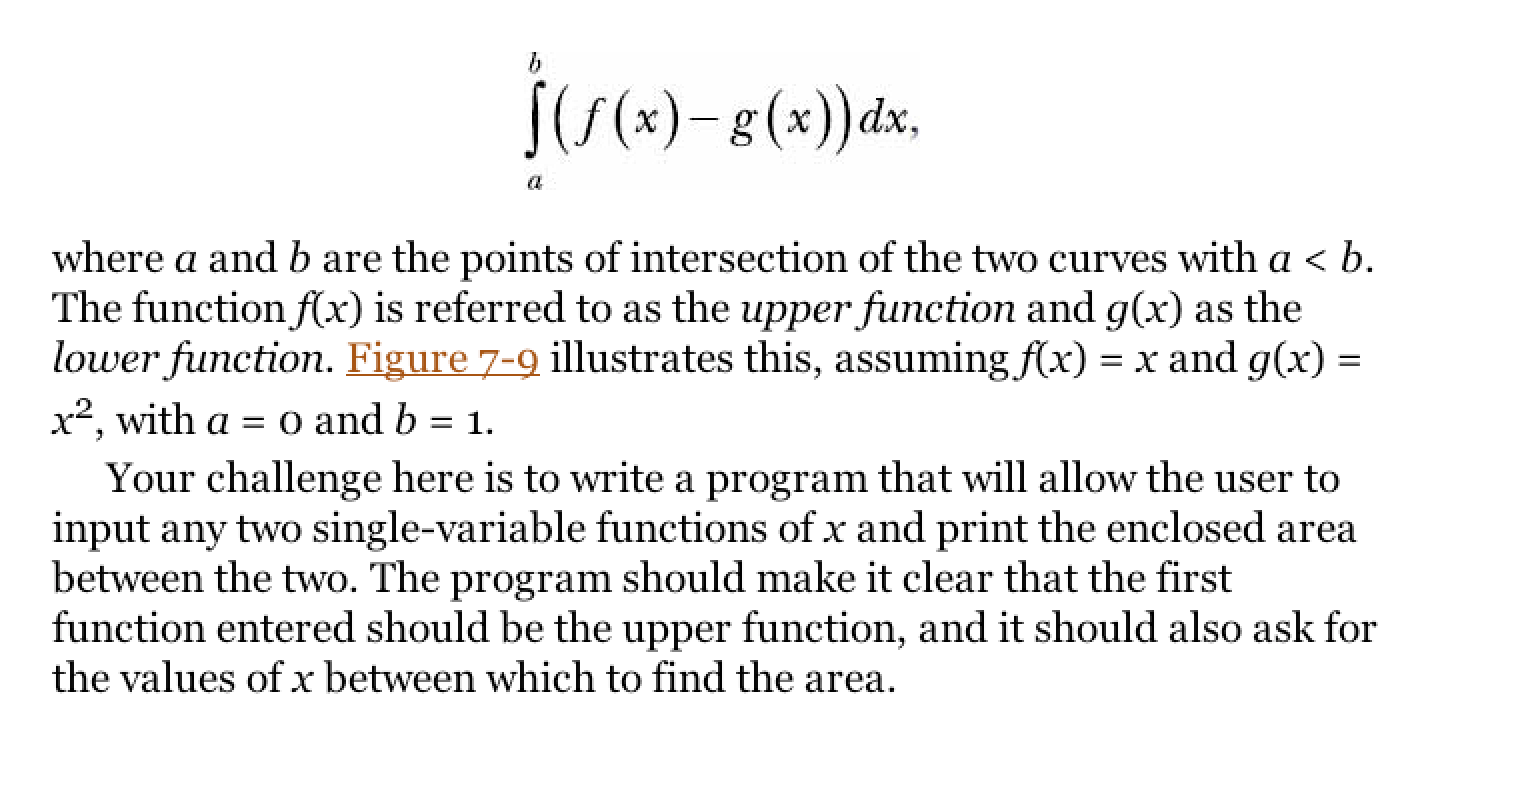 b
∫(f(x)−g(x))dx,
a
where a and b are the points of intersection of the two curves with a < b.
The function f(x) is referred to as the upper function and g(x) as the
lower function. Figure 7-9 illustrates this, assuming f(x) = x and g(x) =
x², with a = 0 and b = 1.
Your challenge here is to write a program that will allow the user to
input any two single-variable functions of x and print the enclosed area
between the two. The program should make it clear that the first
function entered should be the upper function, and it should also ask for
the values of x between which to find the area.